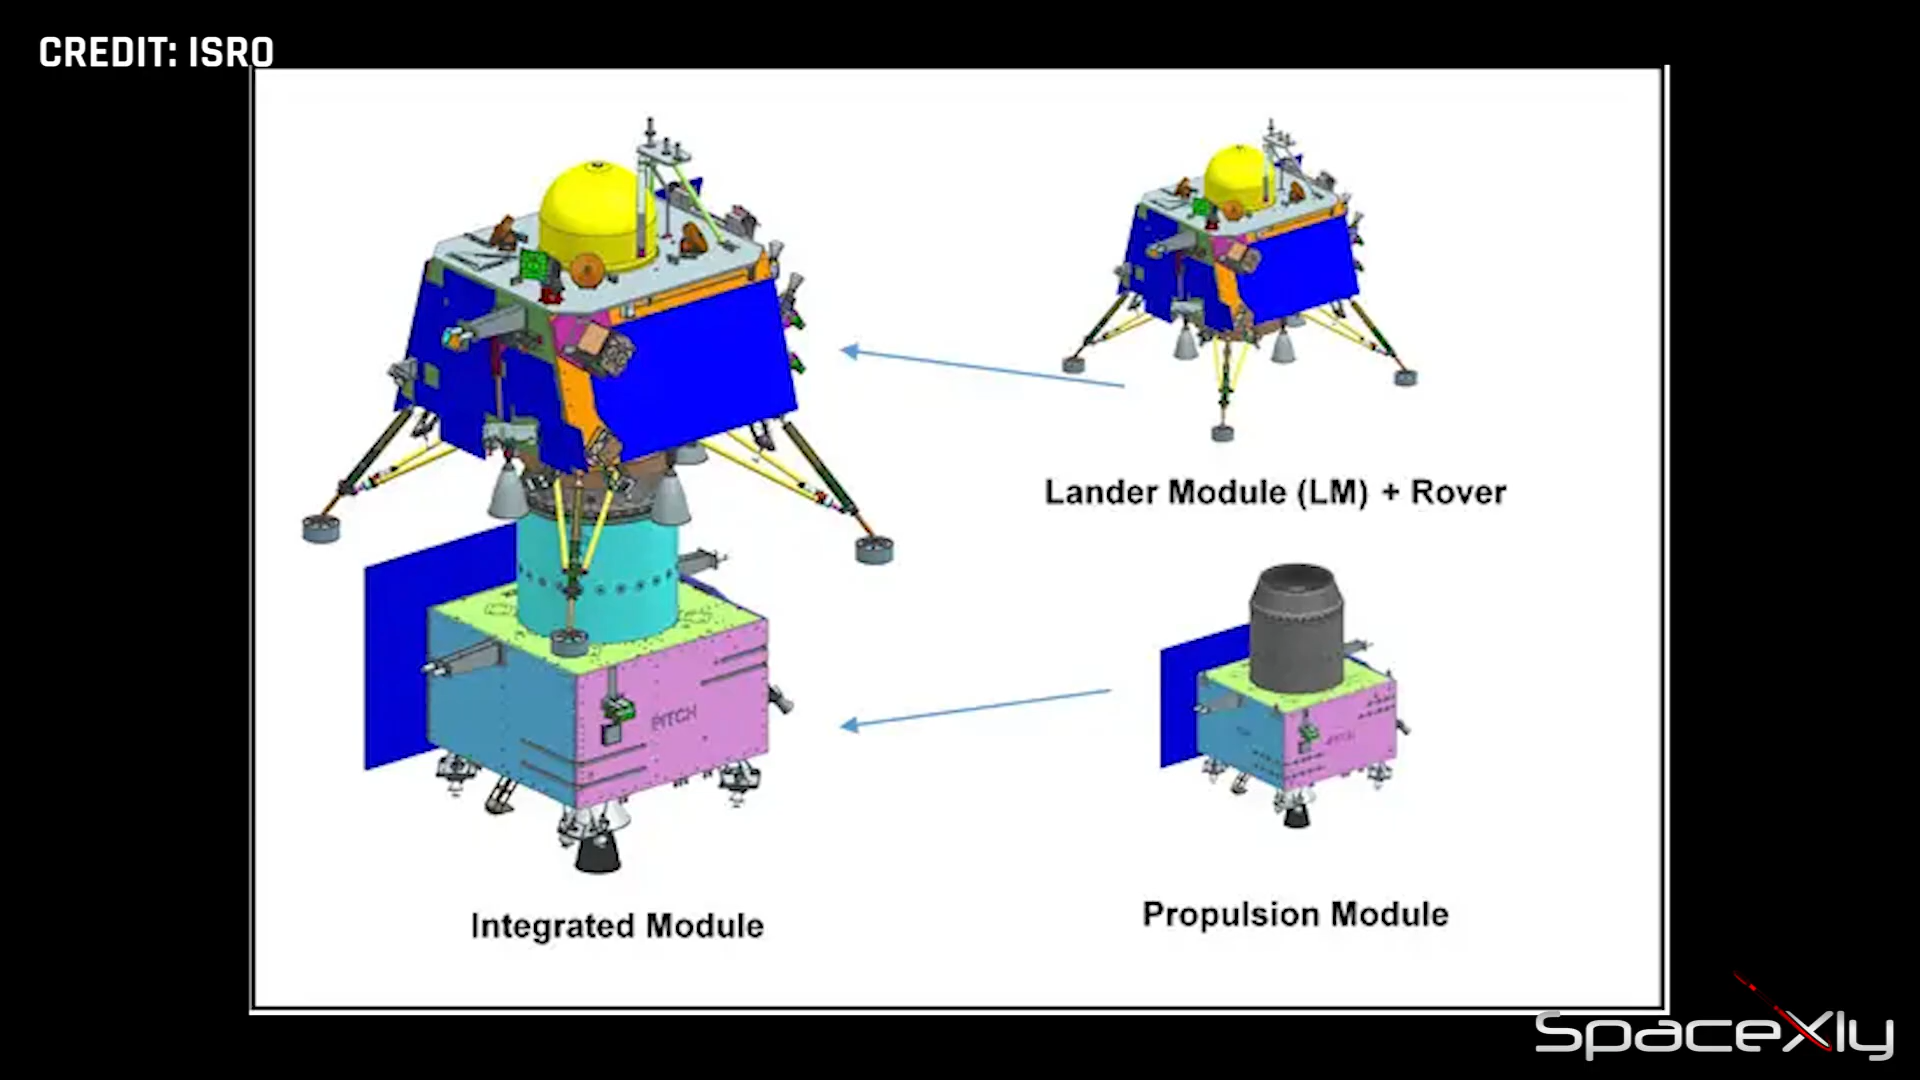 CREDIT: ISRO
Lander Module (LM) + Rover
PITCH
Integrated Module
Propulsion Module
SpaceXly